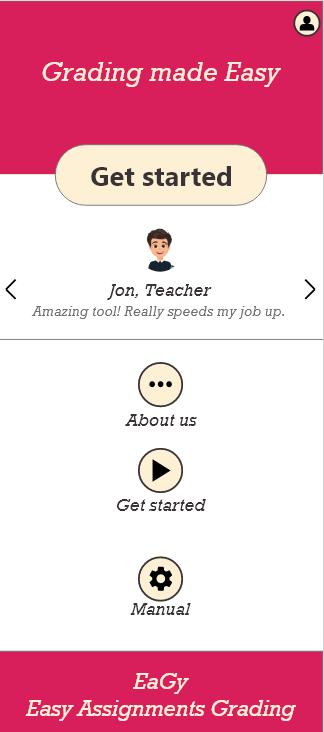 Grading made Easy
Get started
Jon, Teacher
Amazing tool! Really speeds my job up.
About us
Get started
Manual
EaGy
Easy Assignments Grading